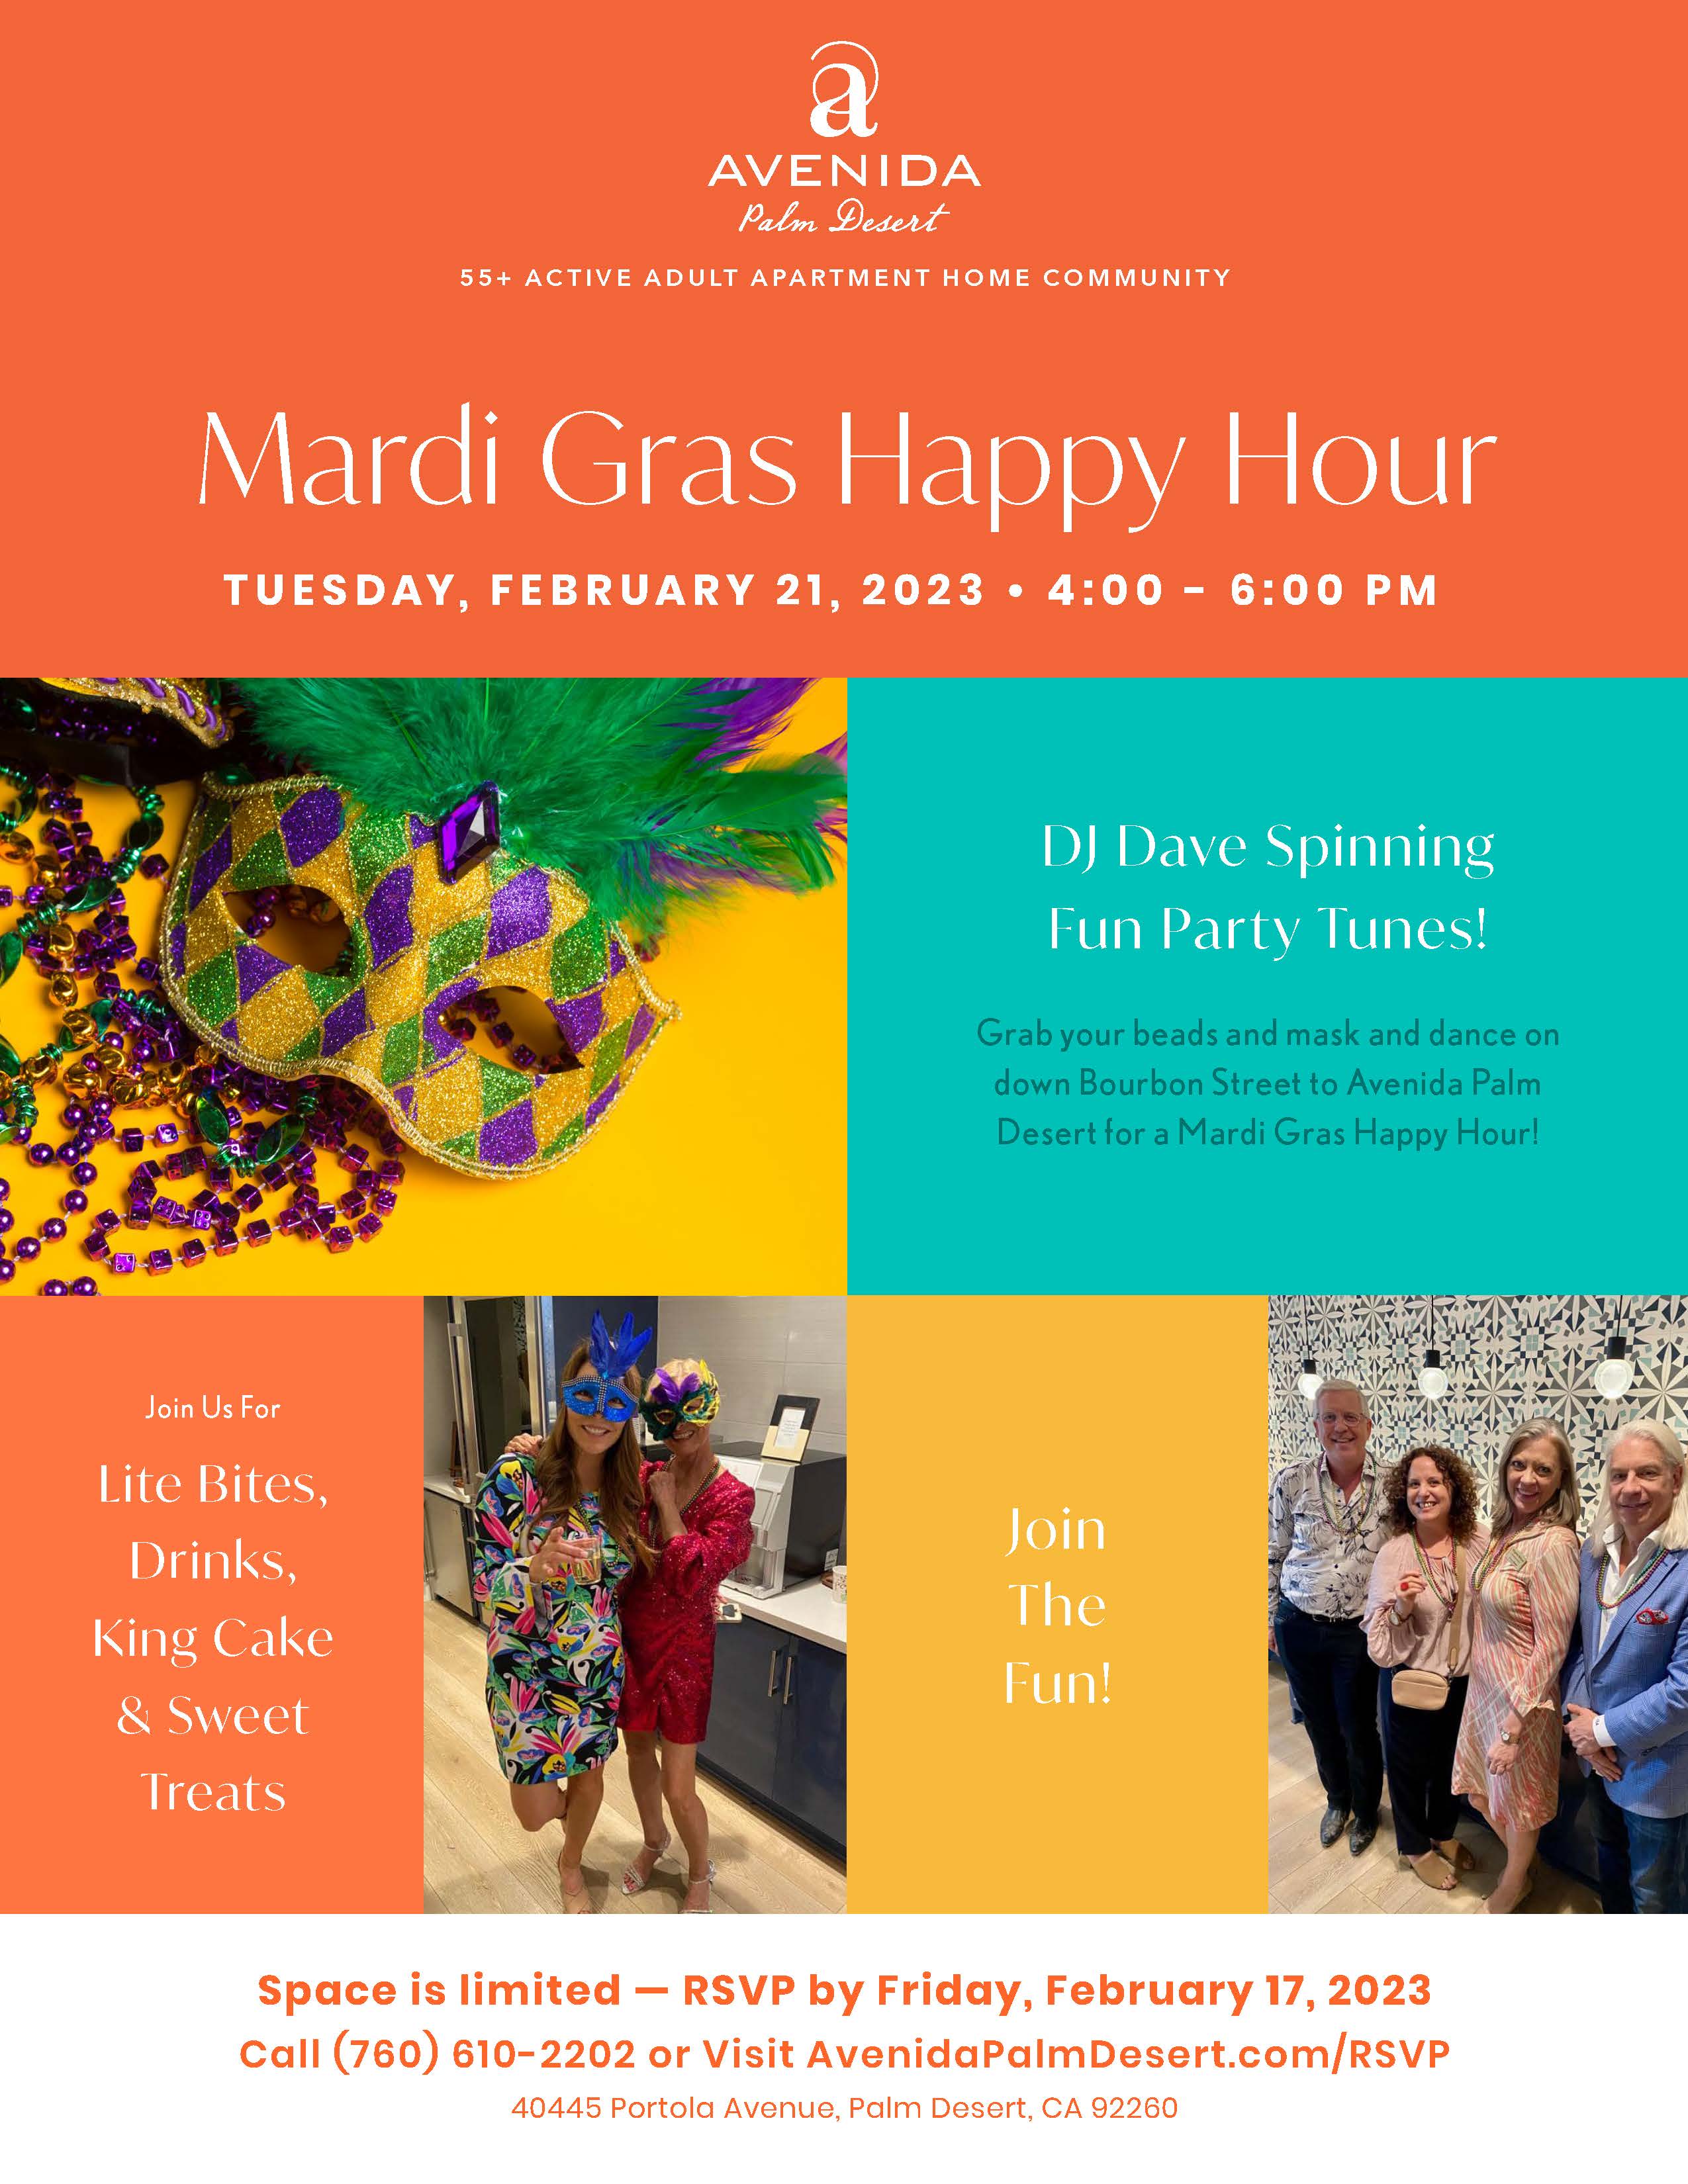 a
AVENIDA
Palm Desert
55+ ACTIVE ADULT APARTMENT HOME COMMUNITY
Mardi Gras Happy Hour
TUESDAY, FEBRUARY 21, 2023 • 4:00 - 6:00 PM
DJ Dave Spinning
Fun Party Tunes!
Grab your beads and mask and dance on
down Bourbon Street to Avenida Palm
Desert for a Mardi Gras Happy Hour!
Join Us For
Lite Bites,
Drinks,
King Cake
& Sweet
Treats
Join
The
Fun!
Space is limited — RSVP by Friday, February 17, 2023
Call (760) 610-2202 or Visit AvenidaPalmDesert.com/RSVP
40445 Portola Avenue, Palm Desert, CA 92260